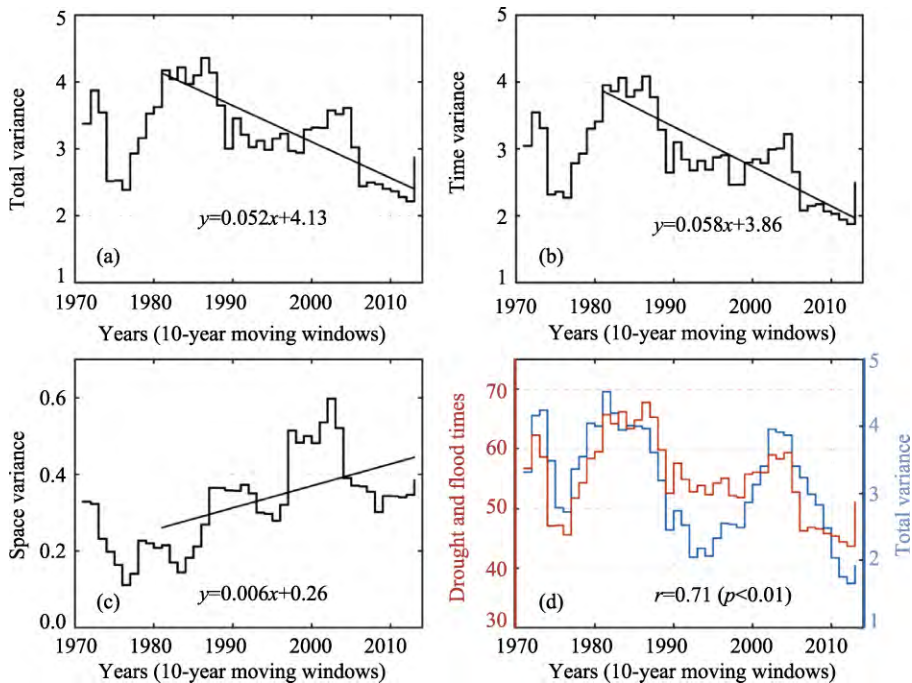 5
4
3
2
1
Total variance
y=0.052x+4.13
(a)
1970 1980 1990 2000 2010
Years (10-year moving windows)
5
4
3
2
1
Time variance
y=0.058x+3.86
(b)
1970 1980 1990 2000 2010
Years (10-year moving windows)
0.6
0.4
0.2
0.0
Space variance
y=0.006x+0.26
(c)
1970 1980 1990 2000 2010
Years (10-year moving windows)
70
60
50
40
30
Drought and flood times
5
4
3
2
1
Total variance
r=0.71 (p<0.01)
(d)
1970 1980 1990 2000 2010
Years (10-year moving windows)